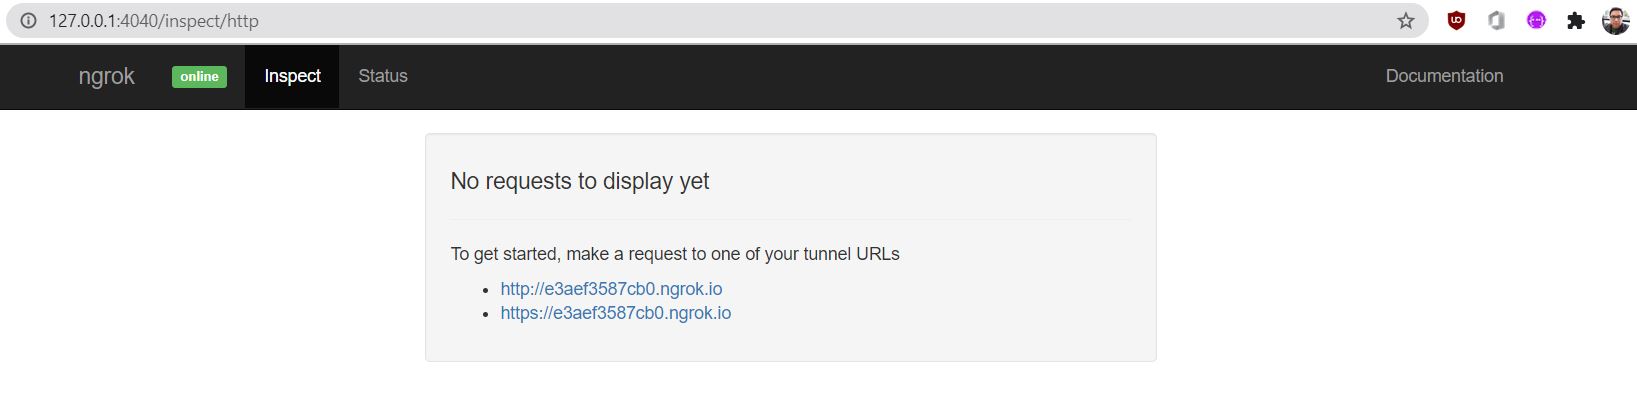 127.0.0.1:4040/inspect/http
ngrok online Inspect Status Documentation
No requests to display yet
To get started, make a request to one of your tunnel URLs
http://e3aef3587cb0.ngrok.io
https://e3aef3587cb0.ngrok.io